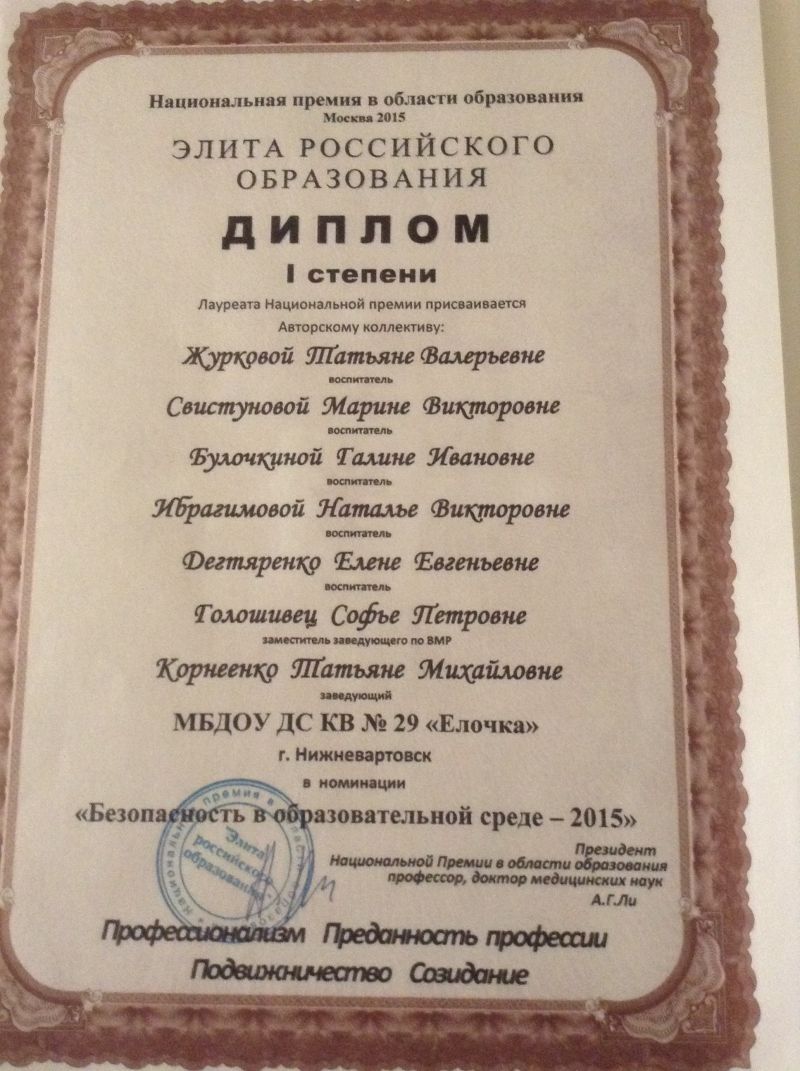 Национальная премия в области образования
Москва 2015
ЭЛИТА РОССИЙСКОГО
ОБРАЗОВАНИЯ
ДИПЛОМ
I степени
Лауреата Национальной премии присваивается
Авторскому коллективу:
Журковой Татьяне Валерьевне
воспитатель
Свистуновой Марине Викторовне
воспитатель
Булочкиной Галине Ивановне
воспитатель
Ибрагимовой Наталье Викторовне
воспитатель
Дегтяренко Елене Евгеньевне
воспитатель
Голошивец Софье Петровне
заместитель заведующего по ВМР
Корнеенко Татьяне Михайловне
заведующий
МБДОУ ДС КВ № 29 «Елочка»
г. Нижневартовск
в номинации
«Безопасность в образовательной среде – 2015»
премия в
Элита
российского
образования
Президент
Национальной Премии в области образования
профессор, доктор медицинских наук
А.Г.Ли
Профессионализм Преданность профессии
Подвижничество Созидание